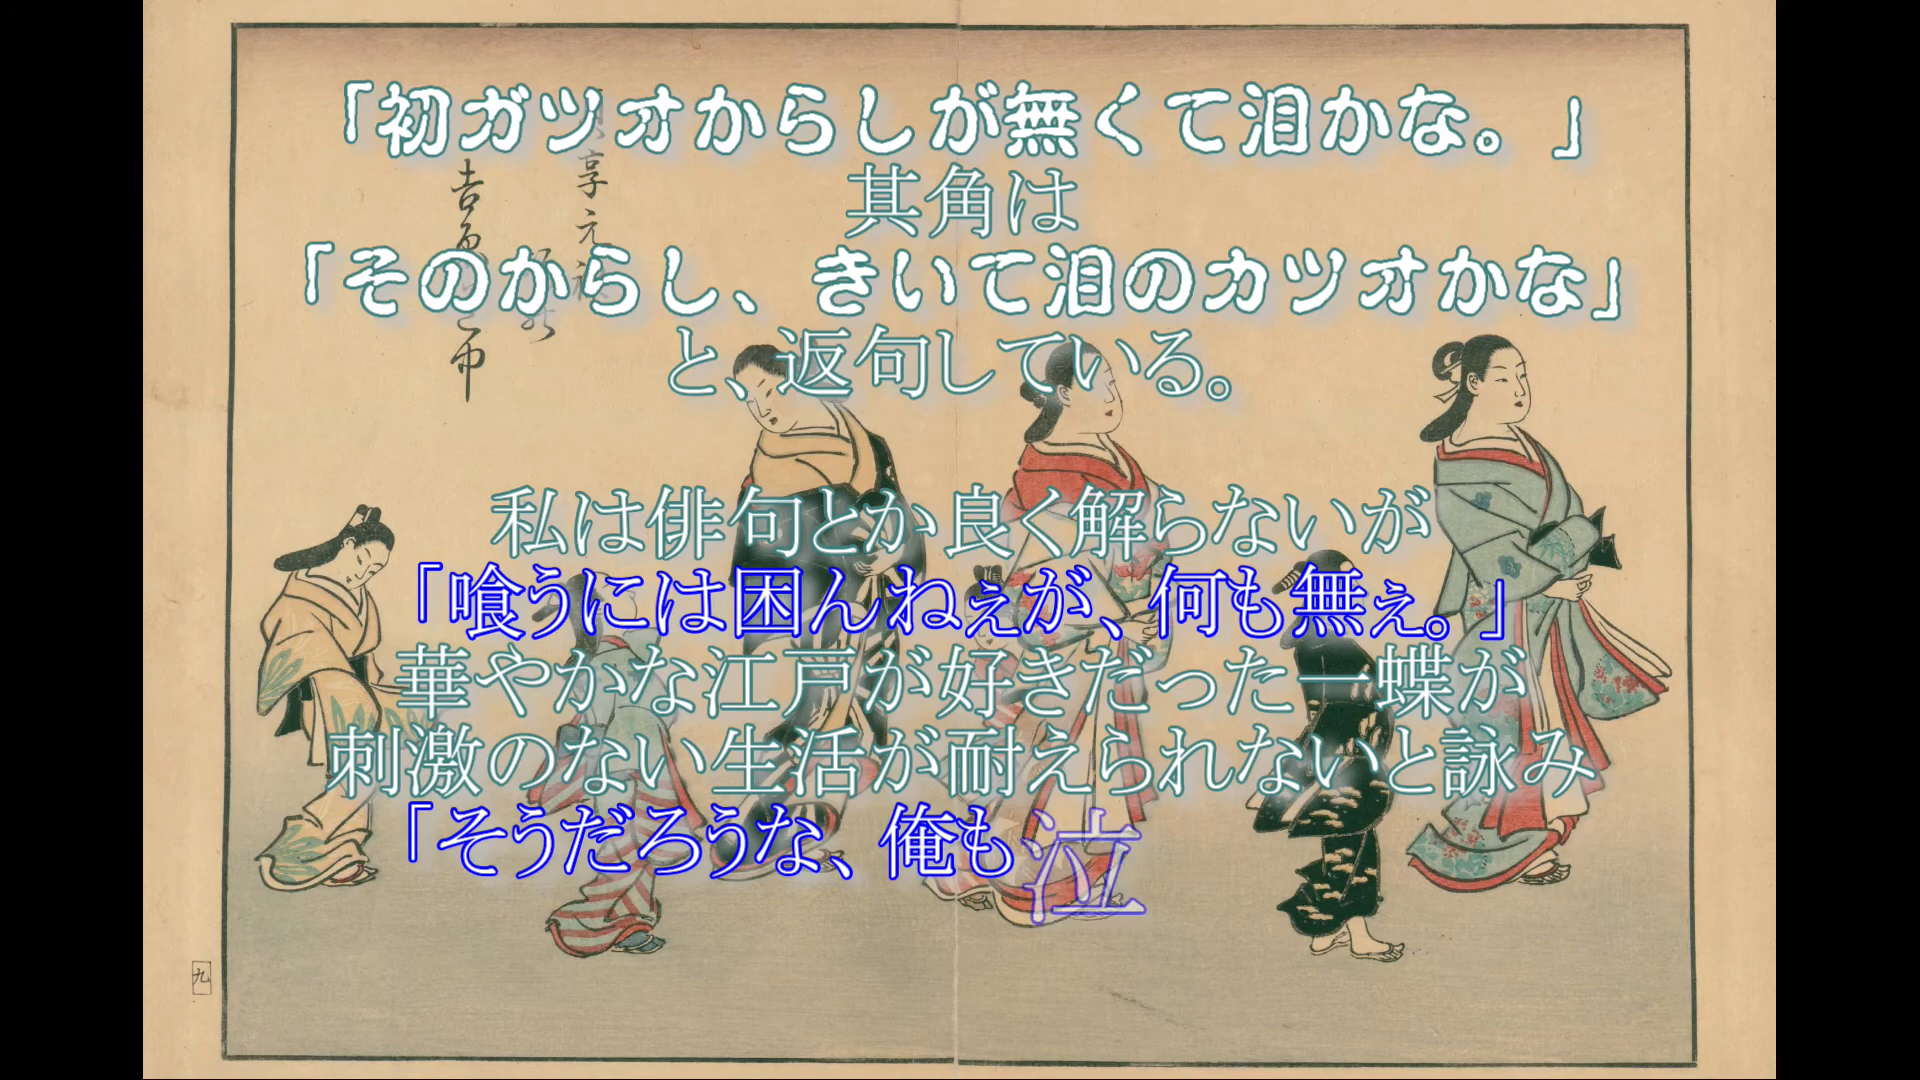 「初ガツオからしが無くて泪かな。」
其角は
「そのからし、きいて泪のカツオかな」
と、返句している。
私は俳句とか良く解らないが
「喰うには困んねぇが、何も無ぇ。」
華やかな江戸が好きだった一蝶が
刺激のない生活が耐えられないと詠み
「そうだろうな、俺も泣
九